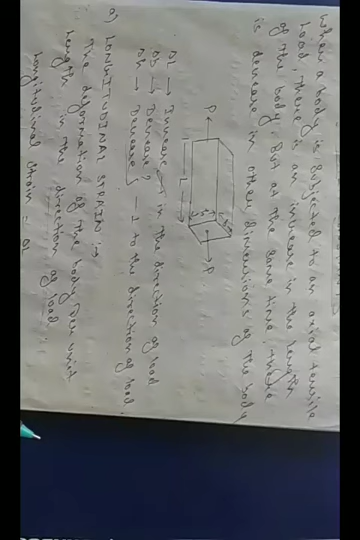 When a body is subjected to an axial tensile
load, there is an increase in the length
of the body. But at the same time, there
is decrease in other dimensions of the body
P P
L
δL → Increase in the direction of load
δb → Decrease
δd → Decrease } - ⊥ to the direction of load.
a) LONGITUDINAL STRAIN :-
The deformation of the body per unit
length in the direction of load.
Longitudinal strain = δL